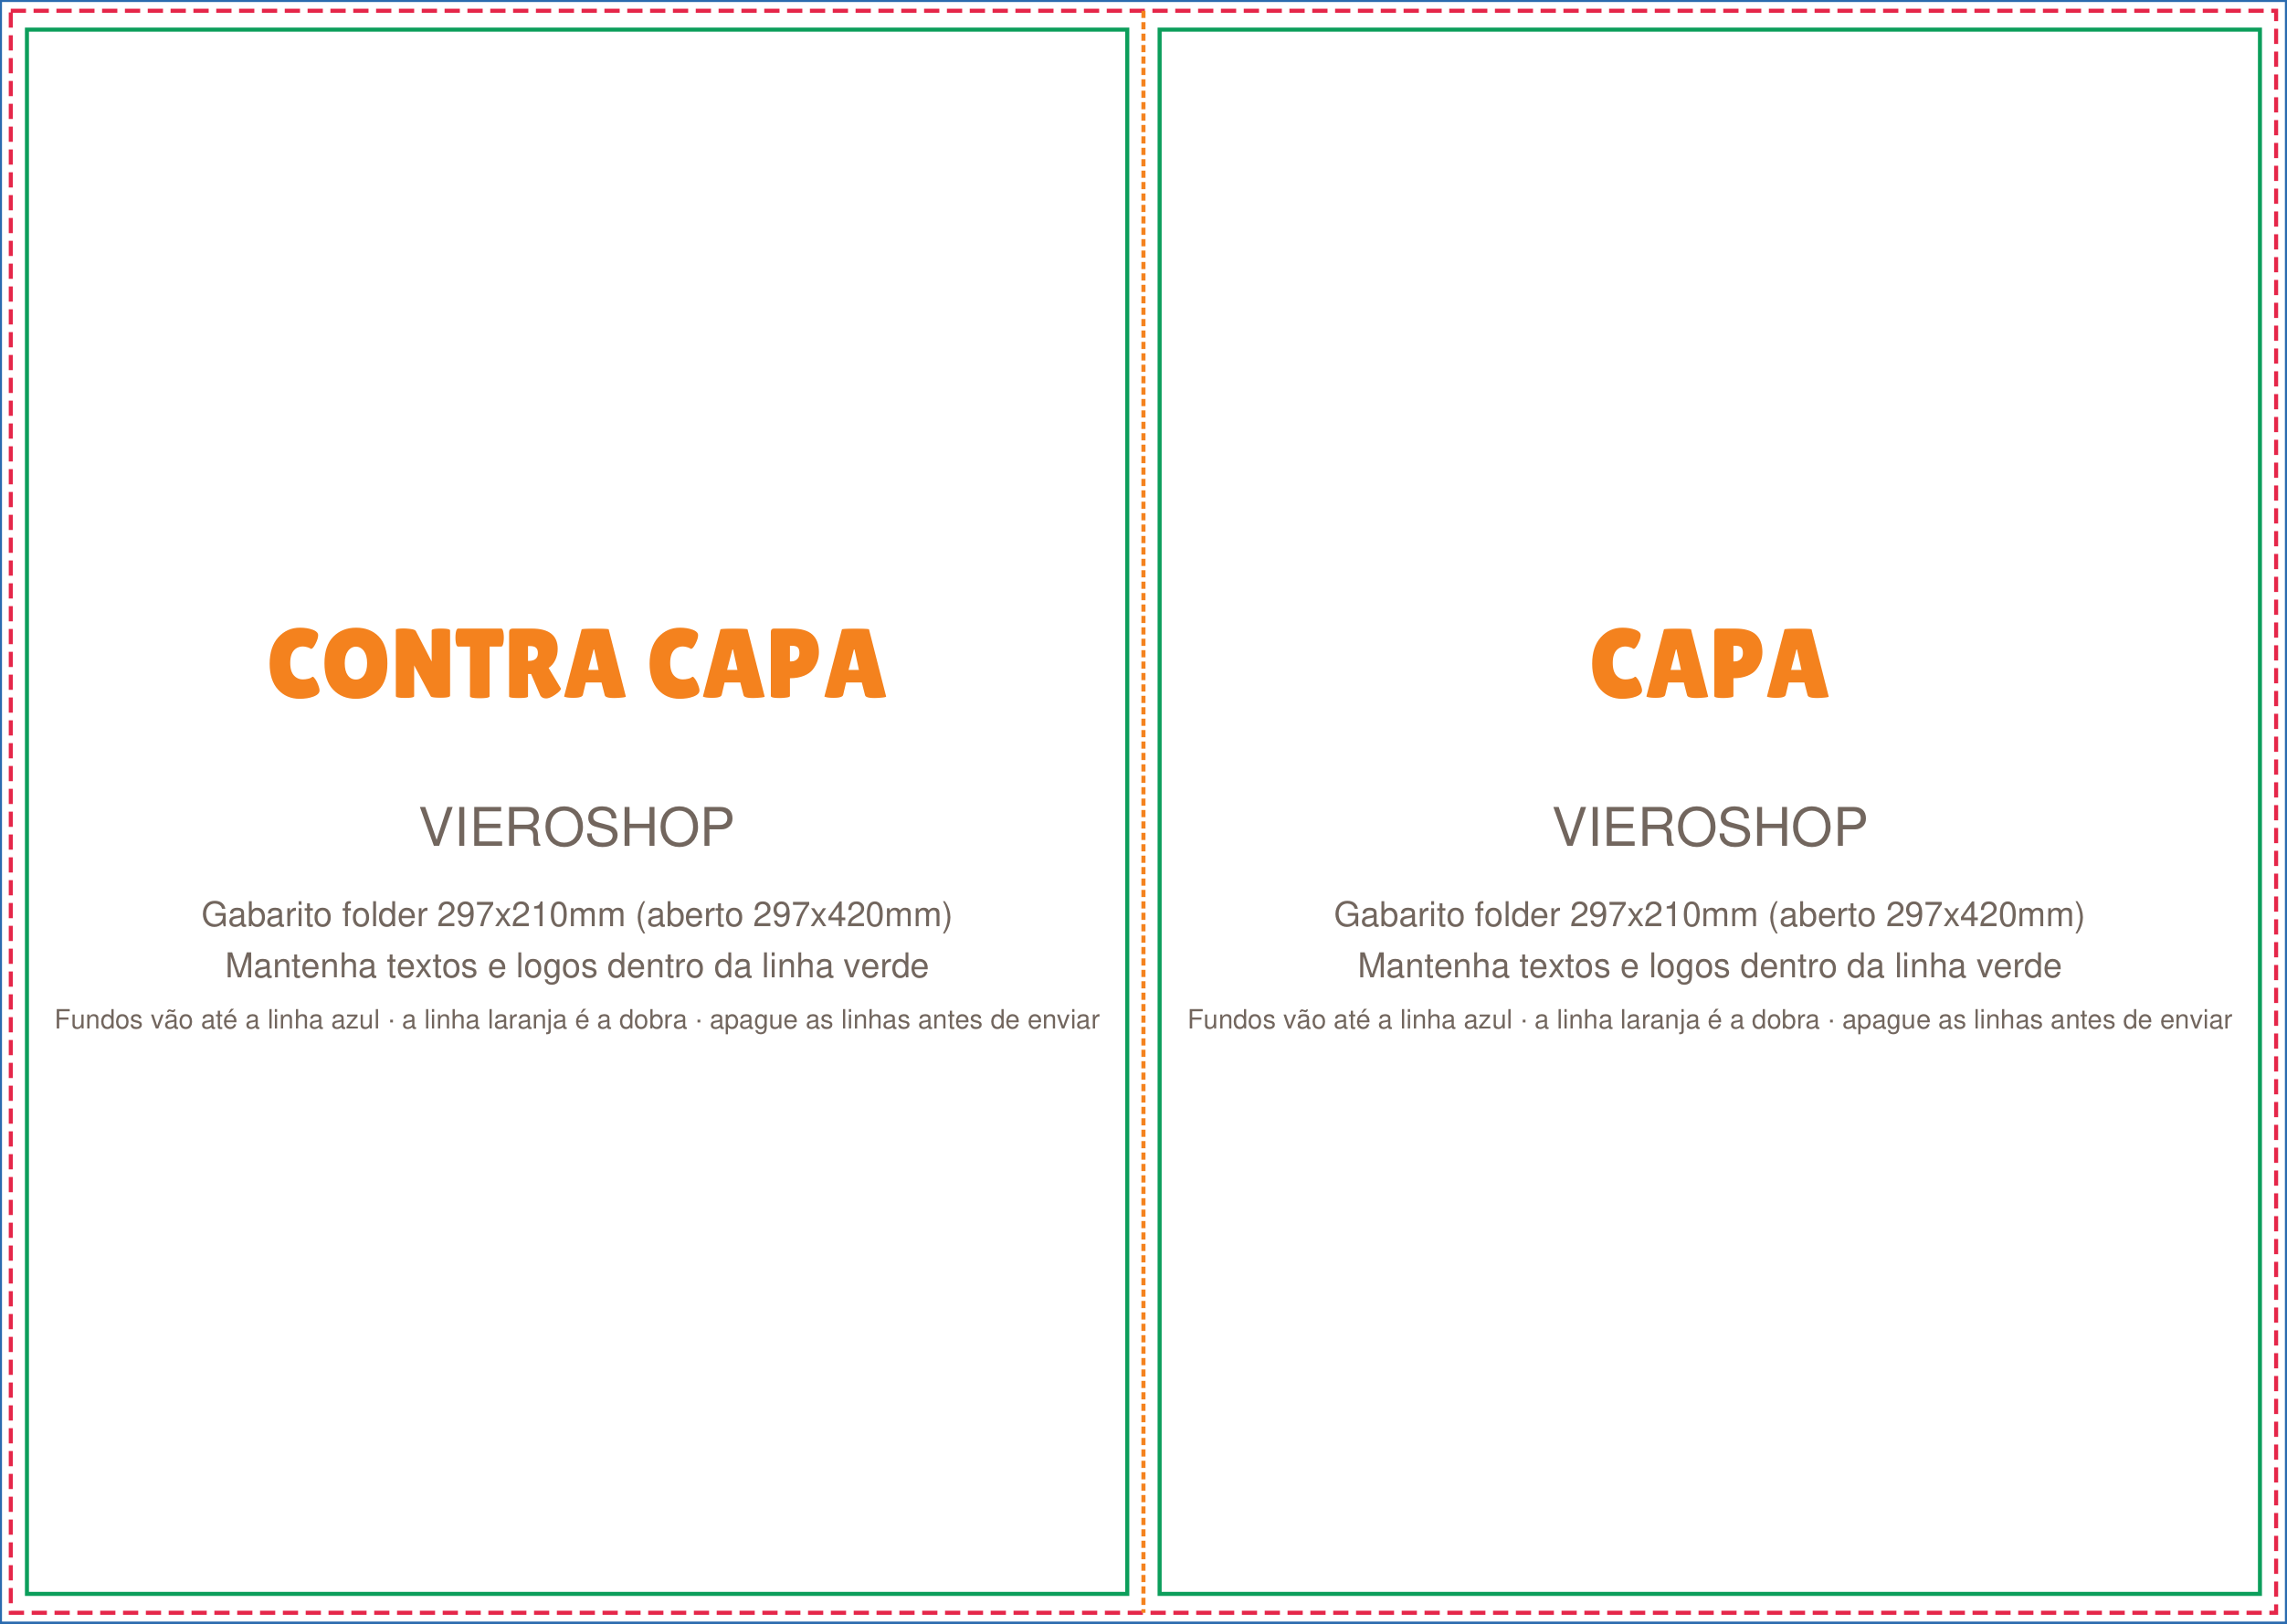 CONTRA CAPA
VIEROSHOP
Gabarito folder 297x210mm (aberto 297x420mm)
Mantenha textos e logos dentro da linha verde
Fundos vão até a linha azul · a linha laranja é a dobra · apague as linhas antes de enviar
CAPA
VIEROSHOP
Gabarito folder 297x210mm (aberto 297x420mm)
Mantenha textos e logos dentro da linha verde
Fundos vão até a linha azul · a linha laranja é a dobra · apague as linhas antes de enviar